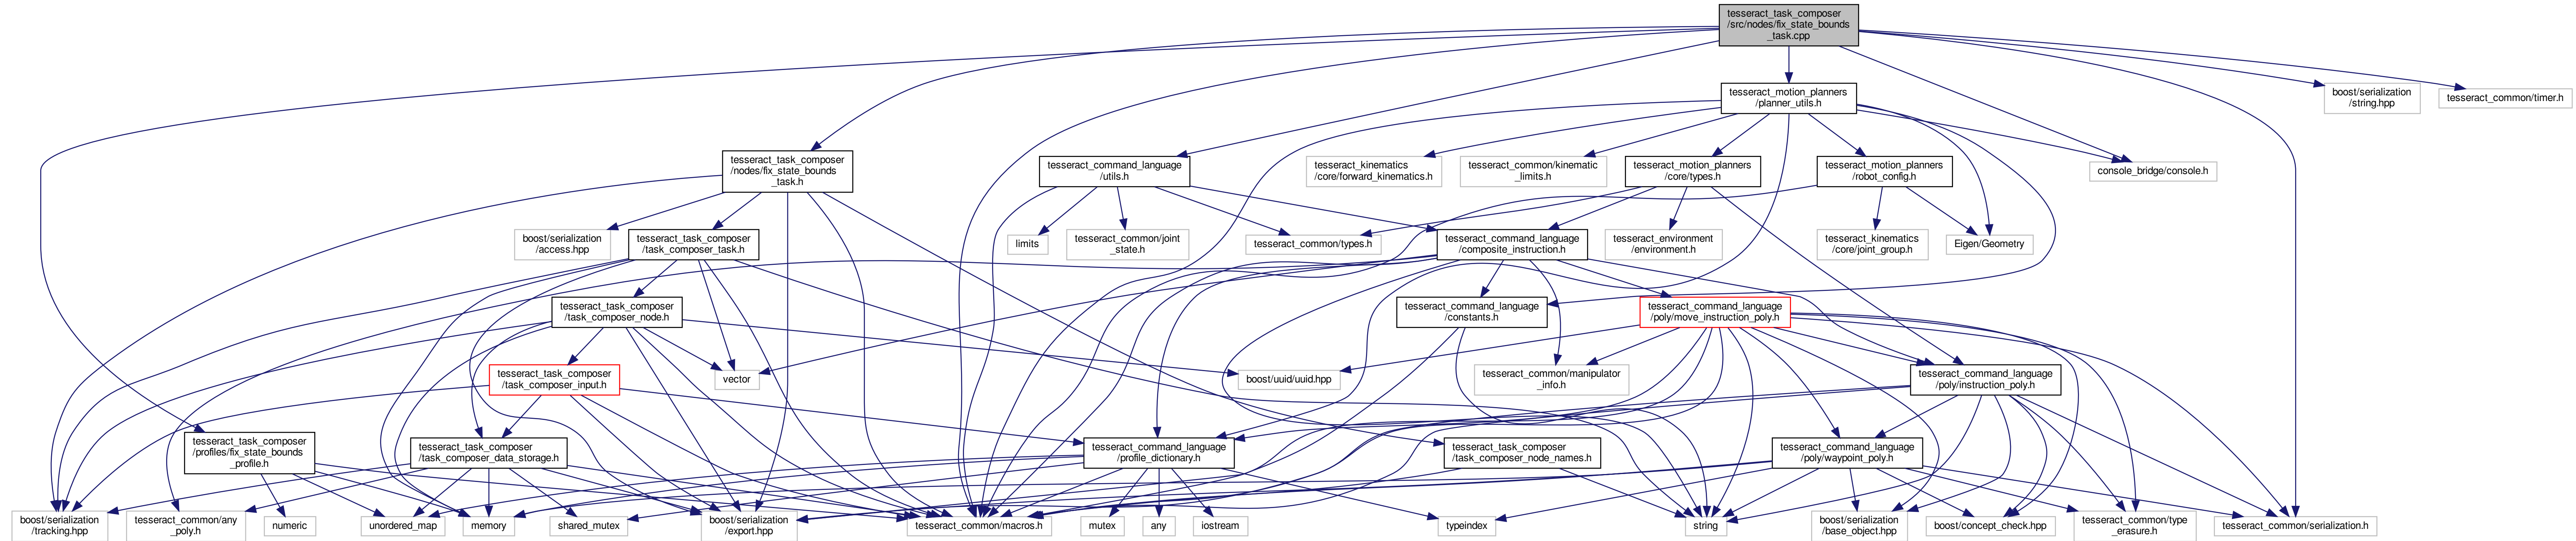 tesseract_task_composer
/src/nodes/fix_state_bounds
_task.cpp
tesseract_motion_planners
/planner_utils.h
boost/serialization
/string.hpp
tesseract_common/timer.h
tesseract_task_composer
/nodes/fix_state_bounds
_task.h
tesseract_command_language
/utils.h
tesseract_kinematics
/core/forward_kinematics.h
tesseract_common/kinematic
_limits.h
tesseract_motion_planners
/core/types.h
tesseract_motion_planners
/robot_config.h
console_bridge/console.h
boost/serialization
/access.hpp
tesseract_task_composer
/task_composer_task.h
limits
tesseract_common/joint
_state.h
tesseract_common/types.h
tesseract_command_language
/composite_instruction.h
tesseract_environment
/environment.h
tesseract_kinematics
/core/joint_group.h
Eigen/Geometry
tesseract_task_composer
/task_composer_node.h
tesseract_command_language
/constants.h
tesseract_command_language
/poly/move_instruction_poly.h
tesseract_task_composer
/task_composer_input.h
vector
boost/uuid/uuid.hpp
tesseract_common/manipulator
_info.h
tesseract_command_language
/poly/instruction_poly.h
tesseract_task_composer
/profiles/fix_state_bounds
_profile.h
tesseract_task_composer
/task_composer_data_storage.h
tesseract_command_language
/profile_dictionary.h
tesseract_task_composer
/task_composer_node_names.h
tesseract_command_language
/poly/waypoint_poly.h
boost/serialization
/tracking.hpp
tesseract_common/any
_poly.h
numeric
unordered_map
memory
shared_mutex
boost/serialization
/export.hpp
tesseract_common/macros.h
mutex
any
iostream
typeindex
string
boost/serialization
/base_object.hpp
boost/concept_check.hpp
tesseract_common/type
_erasure.h
tesseract_common/serialization.h